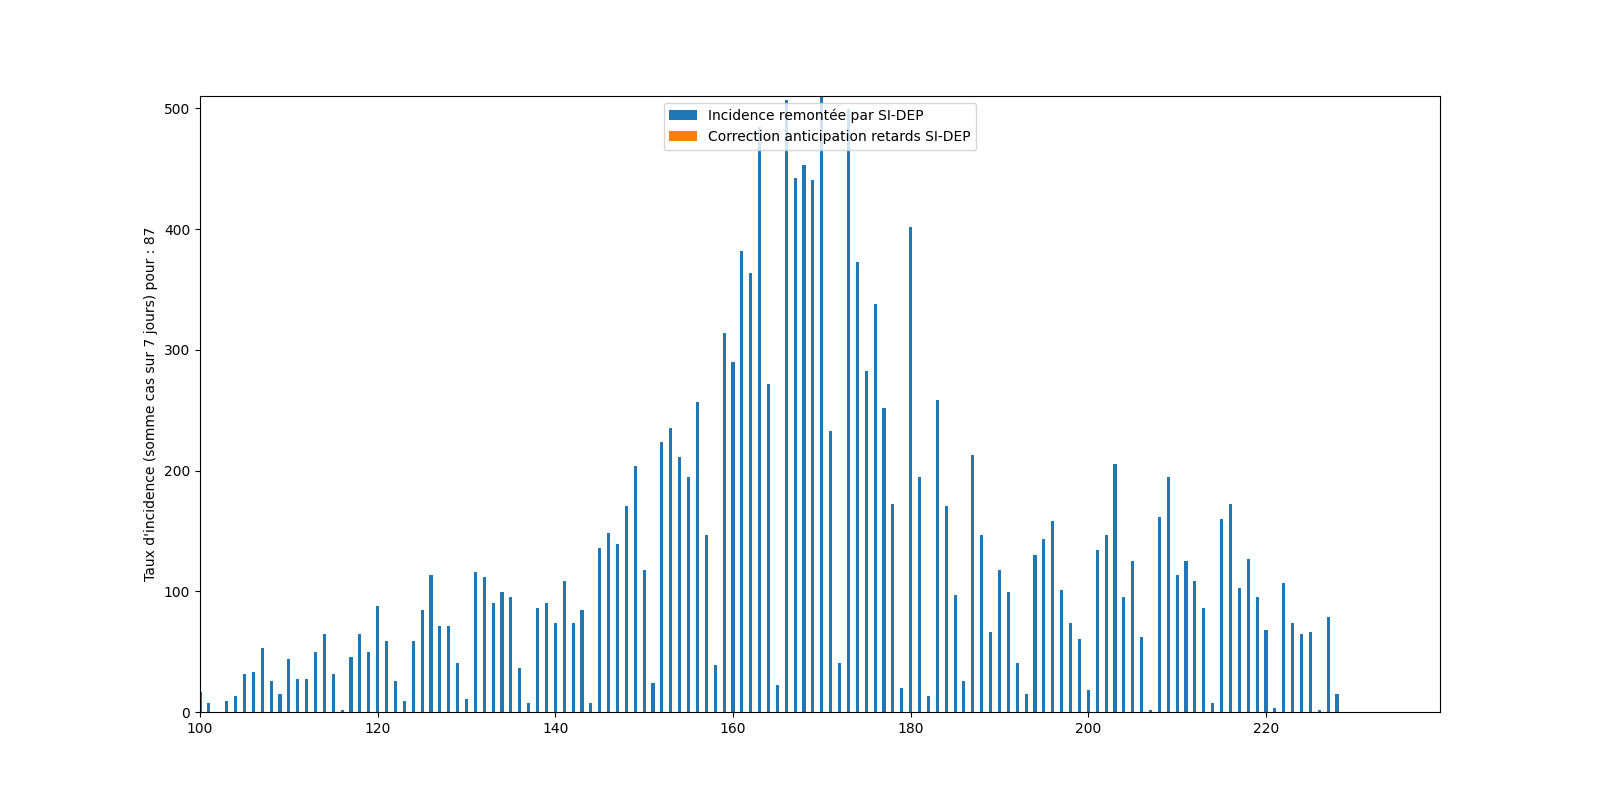 500
400
300
200
100
0
Taux d'incidence (somme cas sur 7 jours) pour : 87
Incidence remontée par SI-DEP
Correction anticipation retards SI-DEP
100 120 140 160 180 200 220